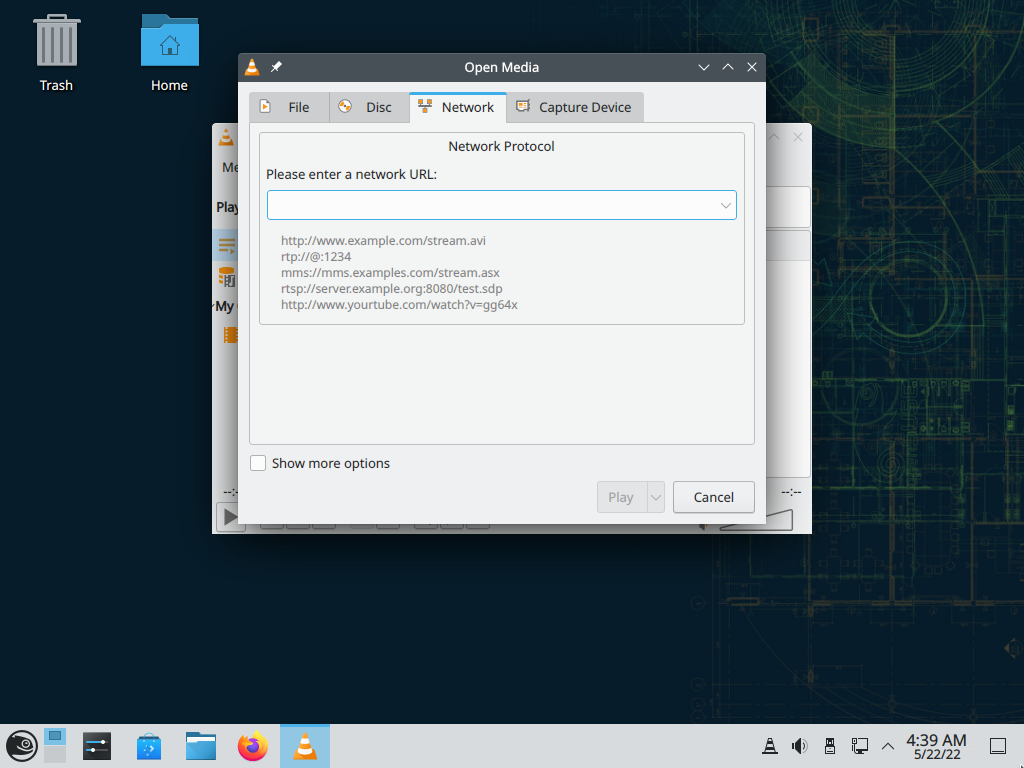 Trash
Home
Open Media
File
Disc
Network
Capture Device
Network Protocol
Please enter a network URL:
http://www.example.com/stream.avi
rtp://@:1234
mms://mms.examples.com/stream.asx
rtsp://server.example.org:8080/test.sdp
http://www.yourtube.com/watch?v=gg64x
Show more options
Play
Cancel
Me
Play
My
--:-
--:--
4:39 AM
5/22/22